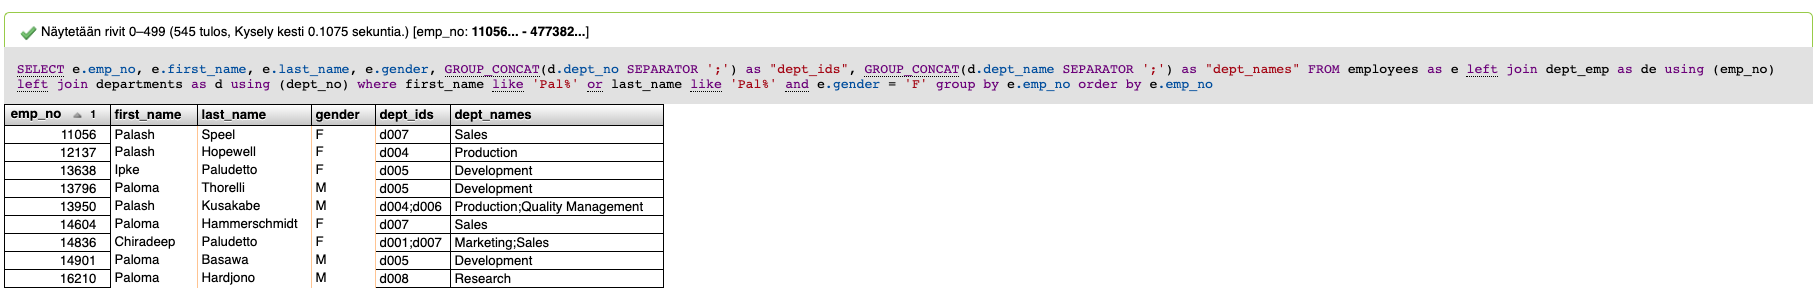 Näytetään rivit 0–499 (545 tulos, Kysely kesti 0.1075 sekuntia.) [emp_no: 11056... - 477382...]
SELECT e.emp_no, e.first_name, e.last_name, e.gender, GROUP_CONCAT(d.dept_no SEPARATOR ';') as "dept_ids", GROUP_CONCAT(d.dept_name SEPARATOR ';') as "dept_names" FROM employees as e left join dept_emp as de using (emp_no)
left join departments as d using (dept_no) where first_name like 'Pal%' or last_name like 'Pal%' and e.gender = 'F' group by e.emp_no order by e.emp_no
emp_no 1 first_name last_name gender dept_ids dept_names
11056 Palash Speel F d007 Sales
12137 Palash Hopewell F d004 Production
13638 Ipke Paludetto F d005 Development
13796 Paloma Thorelli M d005 Development
13950 Palash Kusakabe M d004;d006 Production;Quality Management
14604 Paloma Hammerschmidt F d007 Sales
14836 Chiradeep Paludetto F d001;d007 Marketing;Sales
14901 Paloma Basawa M d005 Development
16210 Paloma Hardjono M d008 Research